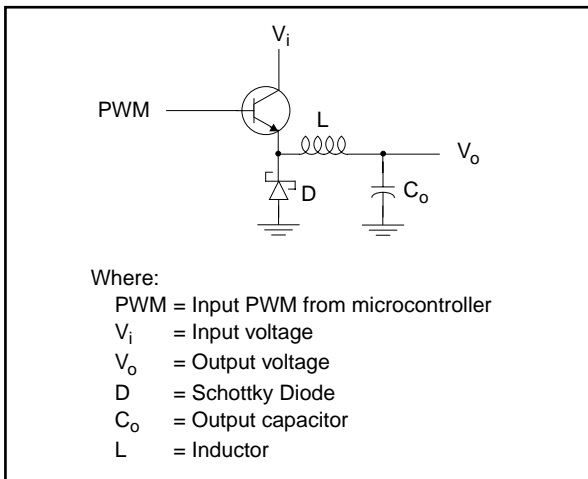 Vi
PWM
L
Vo
D
Co
Where:
PWM = Input PWM from microcontroller
Vi = Input voltage
Vo = Output voltage
D = Schottky Diode
Co = Output capacitor
L = Inductor